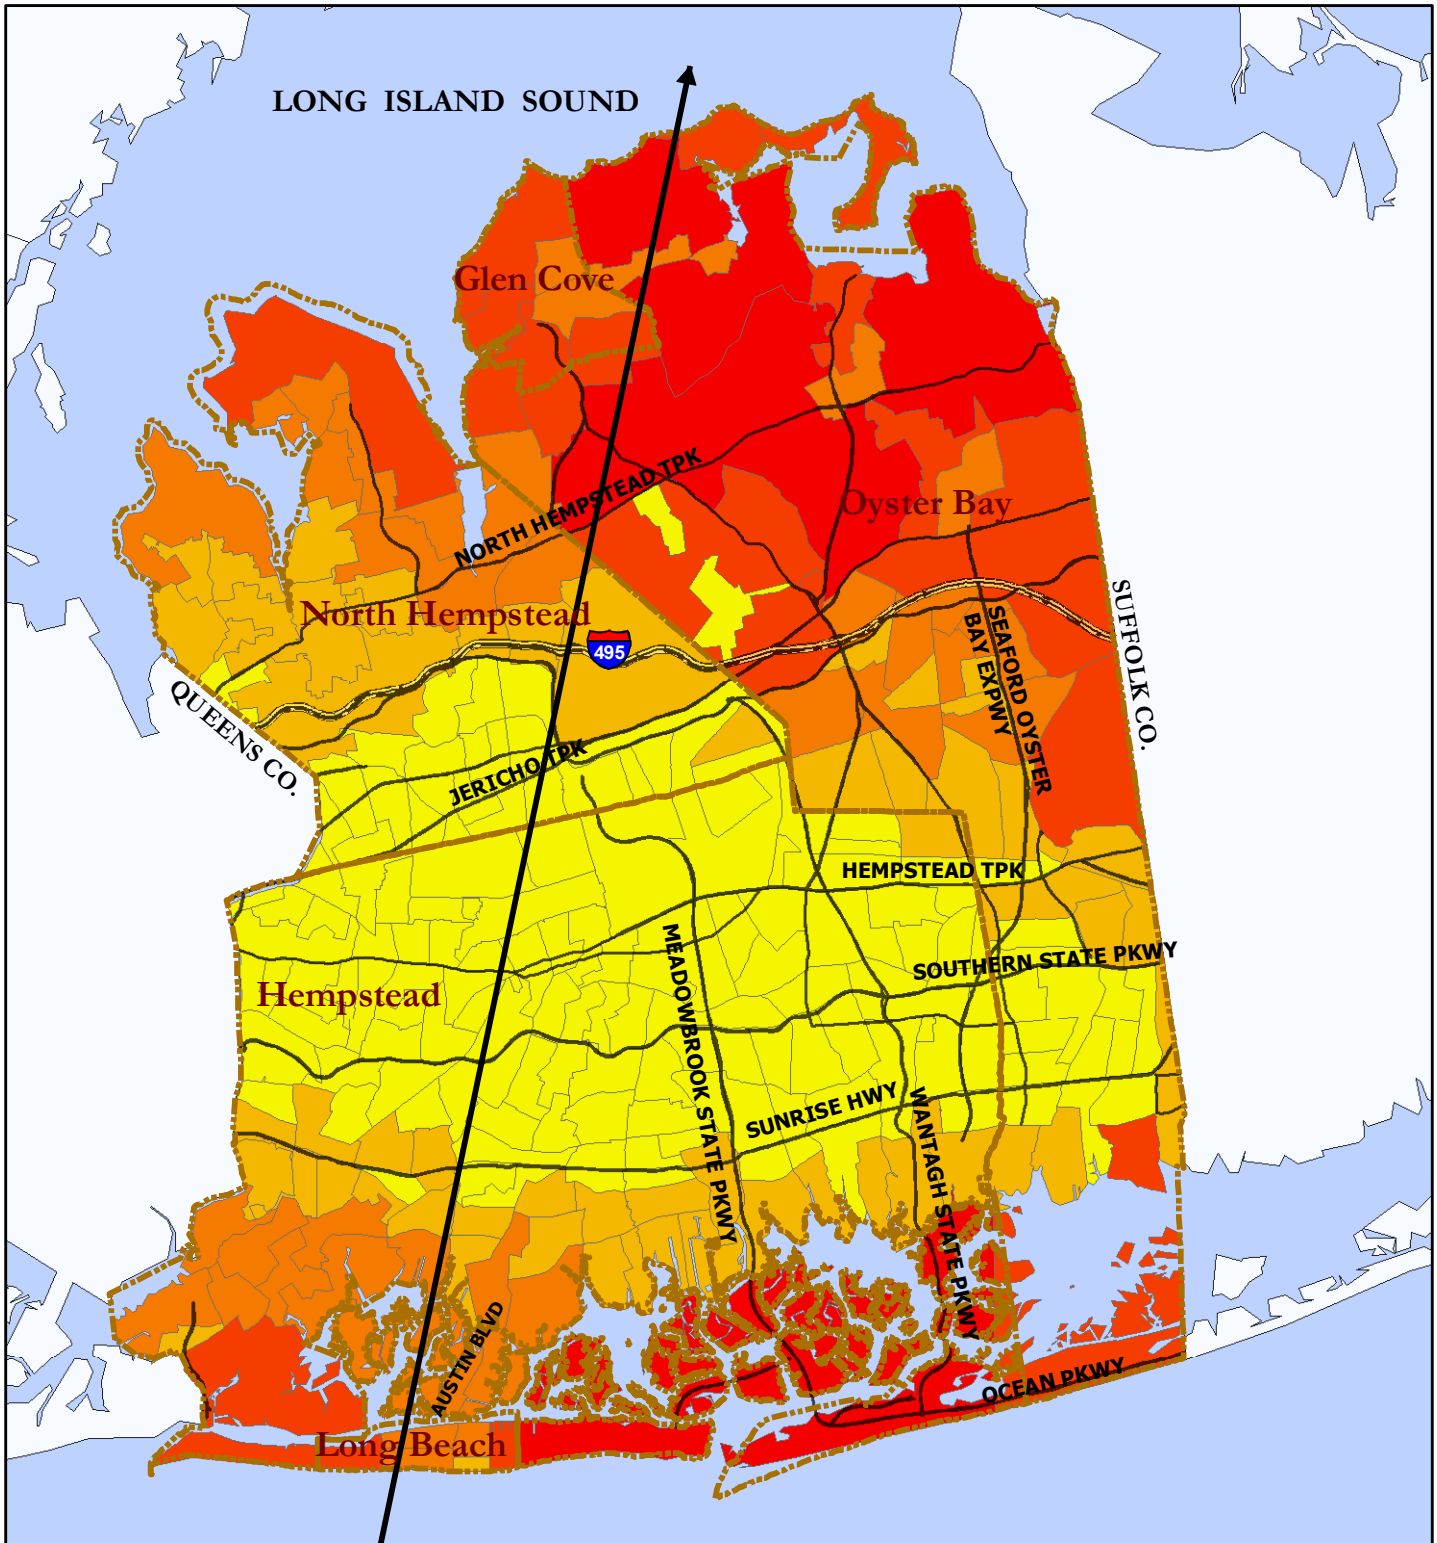 LONG ISLAND SOUND
Glen Cove
NORTH HEMPSTEAD TPK
Oyster Bay
North Hempstead
495
SEAFORD OYSTER
BAY EXPWY
SUFFOLK CO.
QUEENS CO.
JERICHO TPK
HEMPSTEAD TPK
MEADOWBROOK STATE PKWY
SOUTHERN STATE PKWY
Hempstead
SUNRISE HWY
WANTAGH STATE PKWY
AUSTIN BLVD
OCEAN PKWY
Long Beach